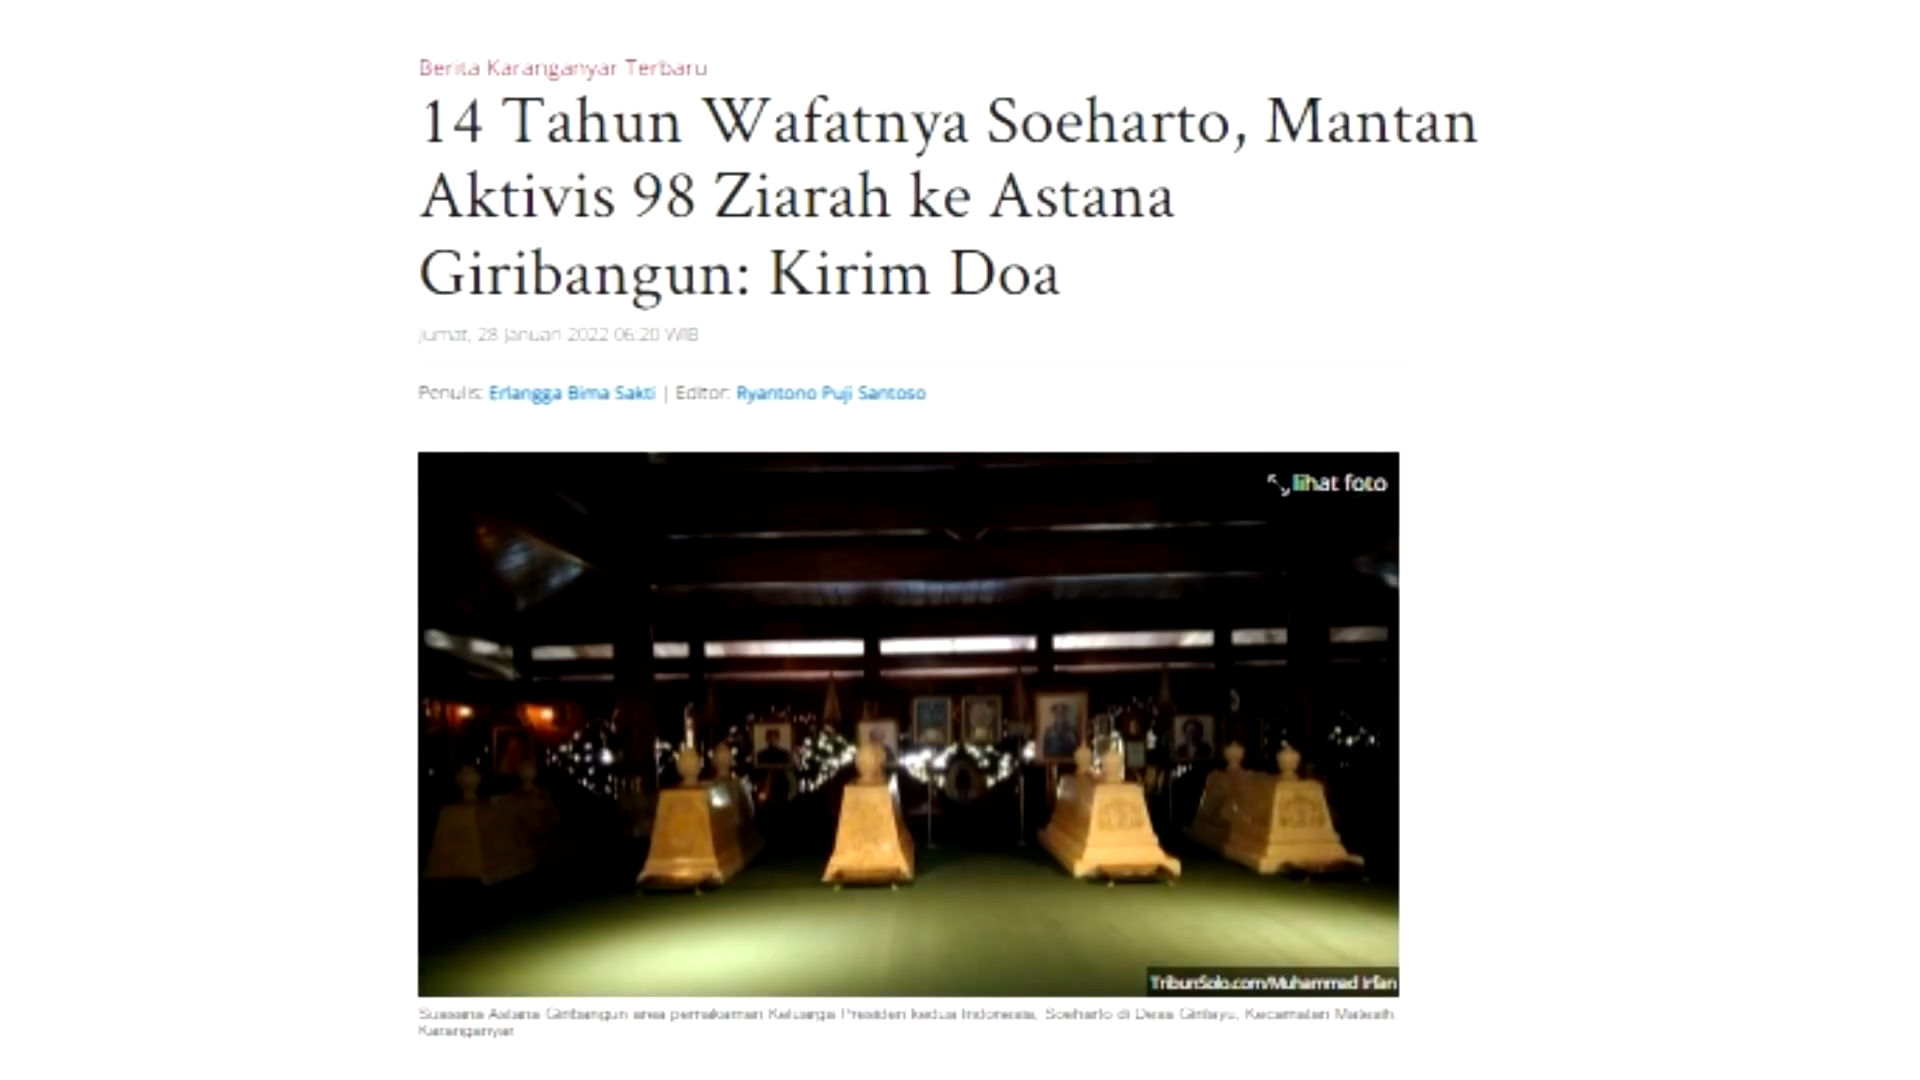 Berita Karanganyar Terbaru
14 Tahun Wafatnya Soeharto, Mantan
Aktivis 98 Ziarah ke Astana
Giribangun: Kirim Doa
Jumat, 28 Januari 2022 06:20 WIB
Penulis: Erlangga Bima Sakti | Editor: Ryantono Puji Santoso
lihat foto
TribunSolo.com/Muhammad Irfan
Suasana Astana Giribangun area pemakaman Keluarga Presiden kedua Indonesia, Soeharto di Desa Girilayu, Kecamatan Matesih,
Karanganyar